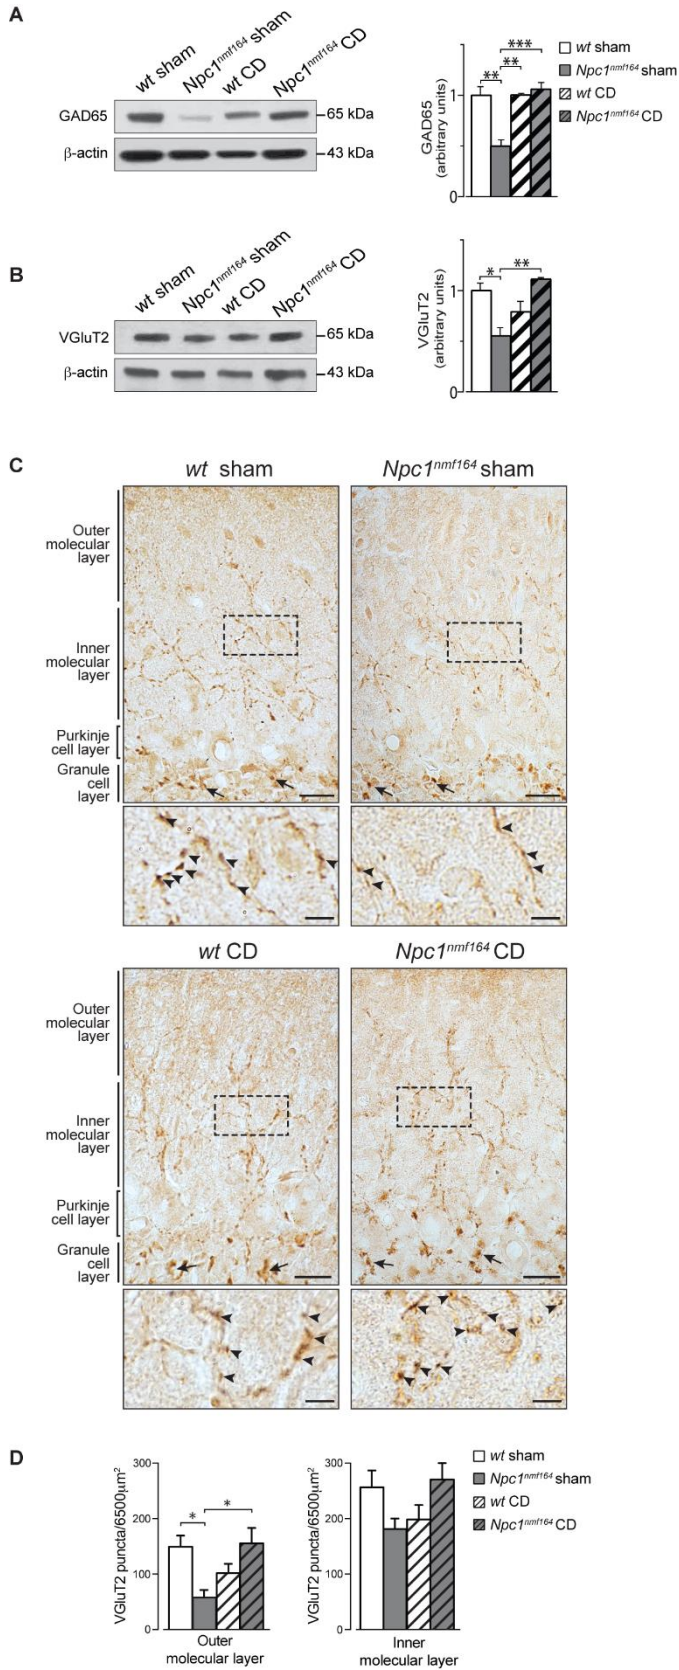 A
wt sham
Npc1nmf164 sham
wt CD
Npc1nmf164 CD
GAD65
65 kDa
β-actin
43 kDa
GAD65
(arbitrary units)
1
0
**
**
***
wt sham
Npc1nmf164 sham
wt CD
Npc1nmf164 CD
B
wt sham
Npc1nmf164 sham
wt CD
Npc1nmf164 CD
VGluT2
65 kDa
β-actin
43 kDa
VGluT2
(arbitrary units)
1
0
*
**
C
wt sham
Npc1nmf164 sham
Outer
molecular
layer
Inner
molecular
layer
Purkinje
cell layer
Granule
cell
layer
wt CD
Npc1nmf164 CD
Outer
molecular
layer
Inner
molecular
layer
Purkinje
cell layer
Granule
cell
layer
D
VGluT2 puncta/6500μm2
300
200
100
0
*
*
Outer
molecular layer
VGluT2 puncta/6500μm2
300
200
100
0
Inner
molecular layer
wt sham
Npc1nmf164 sham
wt CD
Npc1nmf164 CD